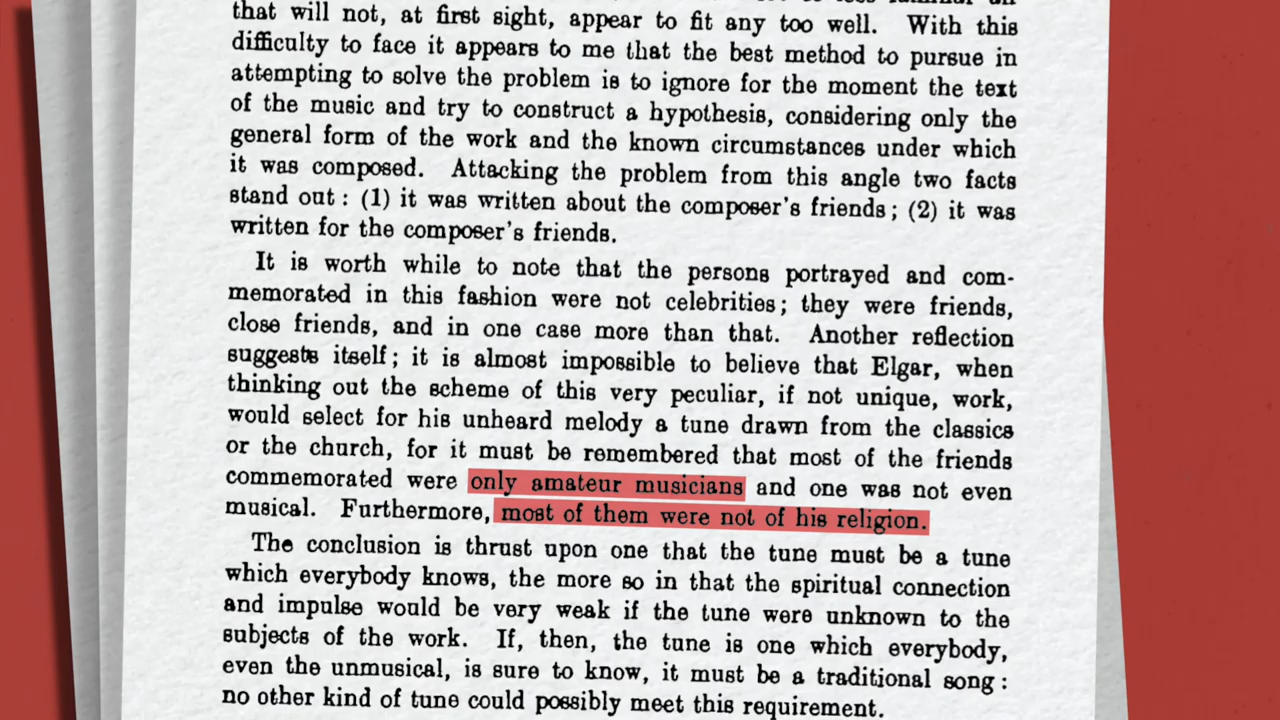 that will not, at first sight, appear to fit any too well. With this
difficulty to face it appears to me that the best method to pursue in
attempting to solve the problem is to ignore for the moment the text
of the music and try to construct a hypothesis, considering only the
general form of the work and the known circumstances under which
it was composed. Attacking the problem from this angle two facts
stand out: (1) it was written about the composer's friends; (2) it was
written for the composer's friends.
It is worth while to note that the persons portrayed and com-
memorated in this fashion were not celebrities; they were friends,
close friends, and in one case more than that. Another reflection
suggests itself; it is almost impossible to believe that Elgar, when
thinking out the scheme of this very peculiar, if not unique, work,
would select for his unheard melody a tune drawn from the classics
or the church, for it must be remembered that most of the friends
commemorated were only amateur musicians and one was not even
musical. Furthermore, most of them were not of his religion.
The conclusion is thrust upon one that the tune must be a tune
which everybody knows, the more so in that the spiritual connection
and impulse would be very weak if the tune were unknown to the
subjects of the work. If, then, the tune is one which everybody,
even the unmusical, is sure to know, it must be a traditional song:
no other kind of tune could possibly meet this requirement.